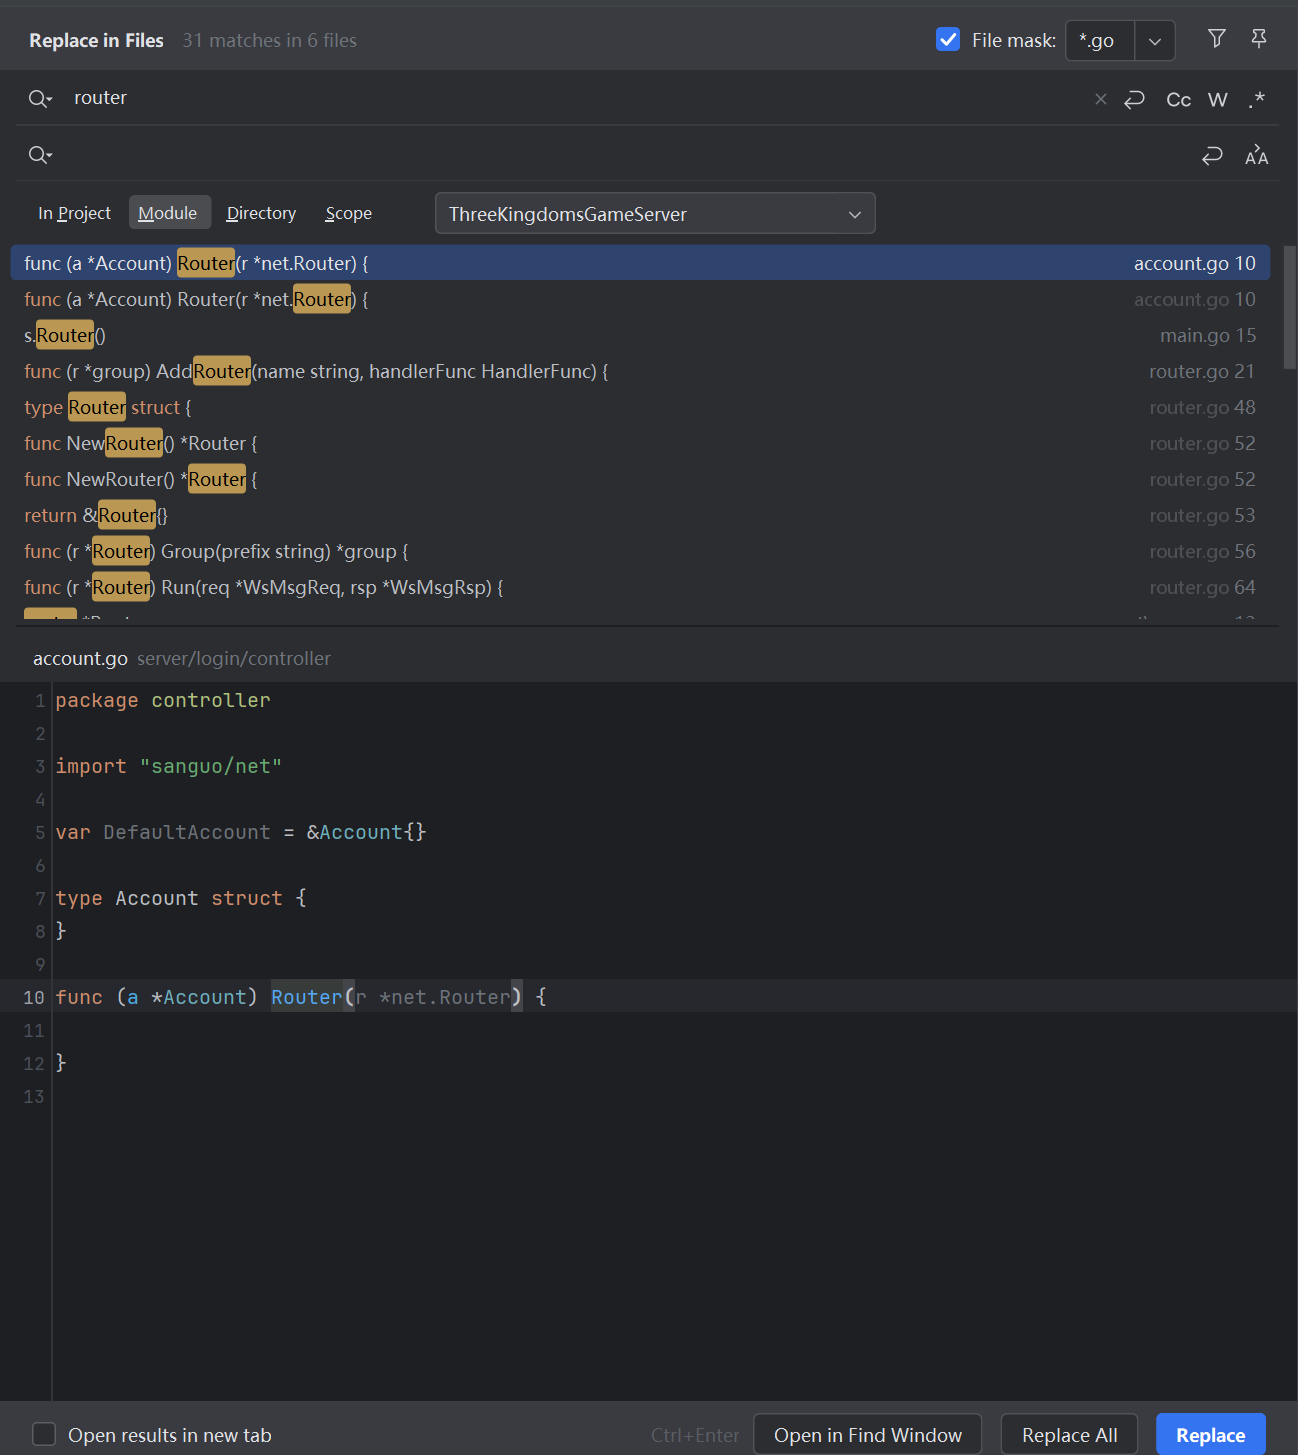 Replace in Files 31 matches in 6 files File mask: *.go
router Cc W .*
In Project Module Directory Scope ThreeKingdomsGameServer
func (a *Account) Router(r *net.Router) { account.go 10
func (a *Account) Router(r *net.Router) { account.go 10
s.Router() main.go 15
func (r *group) AddRouter(name string, handlerFunc HandlerFunc) { router.go 21
type Router struct { router.go 48
func NewRouter() *Router { router.go 52
func NewRouter() *Router { router.go 52
return &Router{} router.go 53
func (r *Router) Group(prefix string) *group { router.go 56
func (r *Router) Run(req *WsMsgReq, rsp *WsMsgRsp) { router.go 64
account.go server/login/controller
1 package controller
2
3 import "sanguo/net"
4
5 var DefaultAccount = &Account{}
6
7 type Account struct {
8 }
9
10 func (a *Account) Router(r *net.Router) {
11
12 }
13
Open results in new tab Ctrl+Enter Open in Find Window Replace All Replace